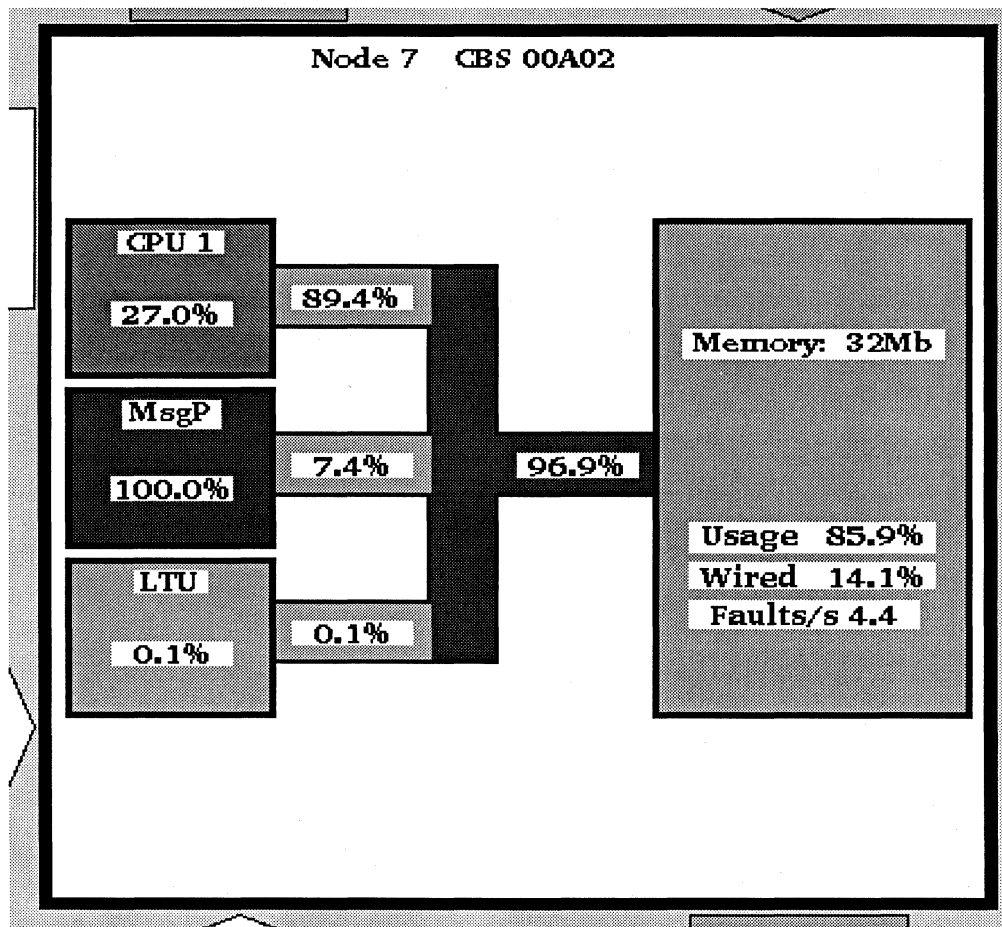 Node 7 CBS 00A02
CPU 1
27.0%
89.4%
MsgP
100.0%
7.4%
LTU
0.1%
0.1%
96.9%
Memory: 32Mb
Usage 85.9%
Wired 14.1%
Faults/s 4.4